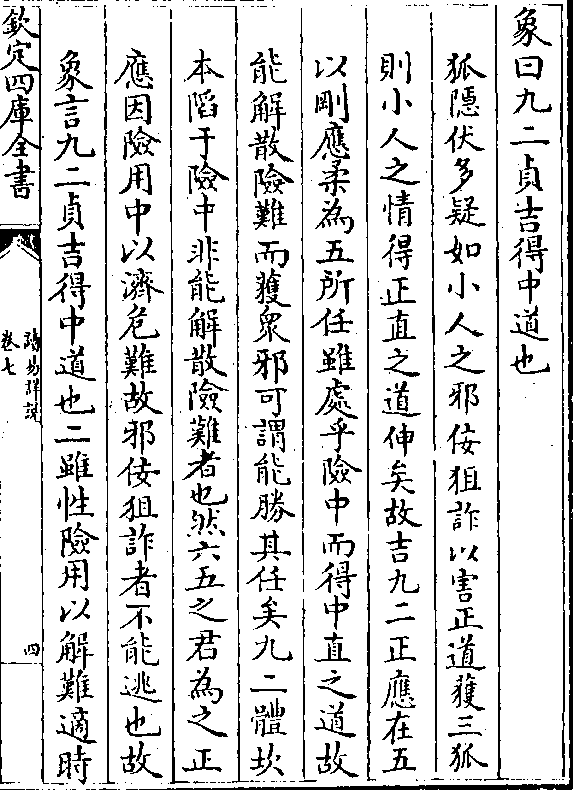 象曰九二貞吉得中道也
狐隱伏多疑如小人之邪佞狙詐以害正道獲三狐
則小人之情得正直之道伸矣故吉九二正應在五
以剛應柔為五所任雖處乎險中而得中直之道故
能解散險難而獲衆邪可謂能勝其任矣九二體坎
本陷于險中非能解散險難者也然六五之君為之正
應因險用中以濟危難故邪佞狙詐者不能逃也故
象言九二貞吉得中道也二雖性險用以解難適時
欽定四庫全書
讀易詳説
卷七
四